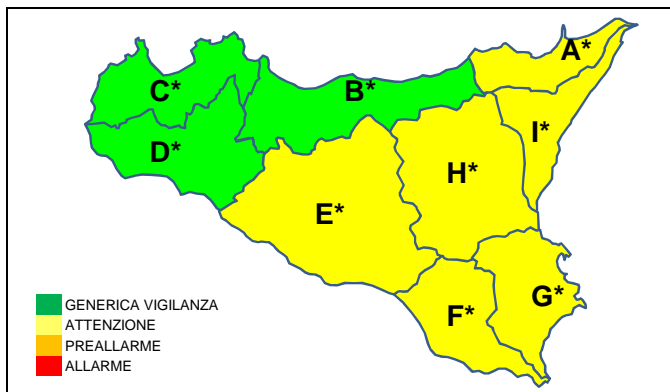 A*
C*
B*
I*
D*
H*
E*
G*
F*
GENERICA VIGILANZA
ATTENZIONE
PREALLARME
ALLARME